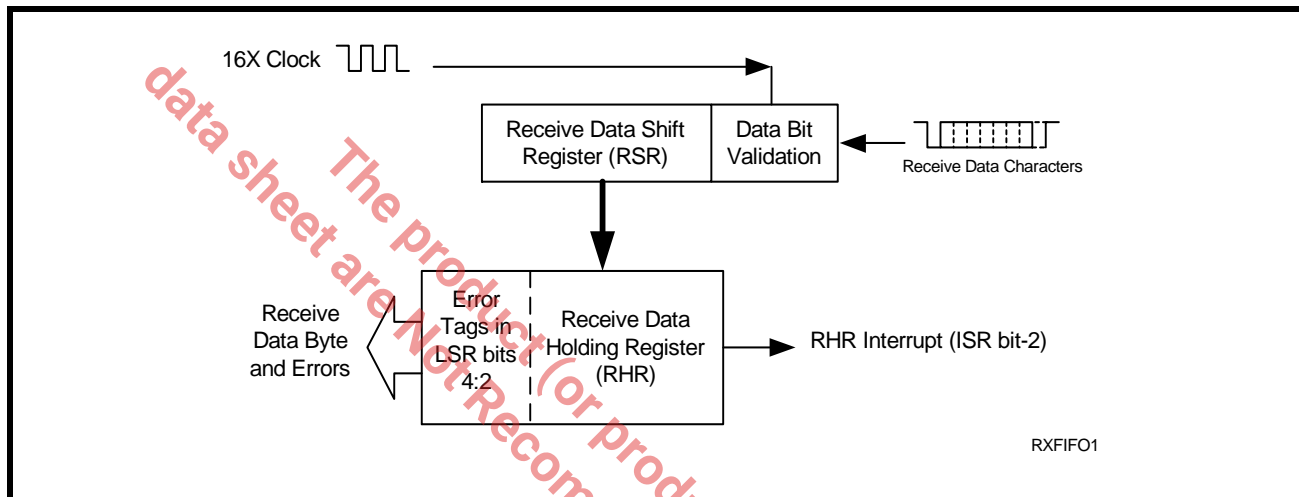 16X Clock
Receive Data Shift
Register (RSR)
Data Bit
Validation
Receive Data Characters
Receive
Data Byte
and Errors
Error
Tags in
LSR bits
4:2
Receive Data
Holding Register
(RHR)
RHR Interrupt (ISR bit-2)
RXFIFO1
The product (or produ
data sheet are Not Recom